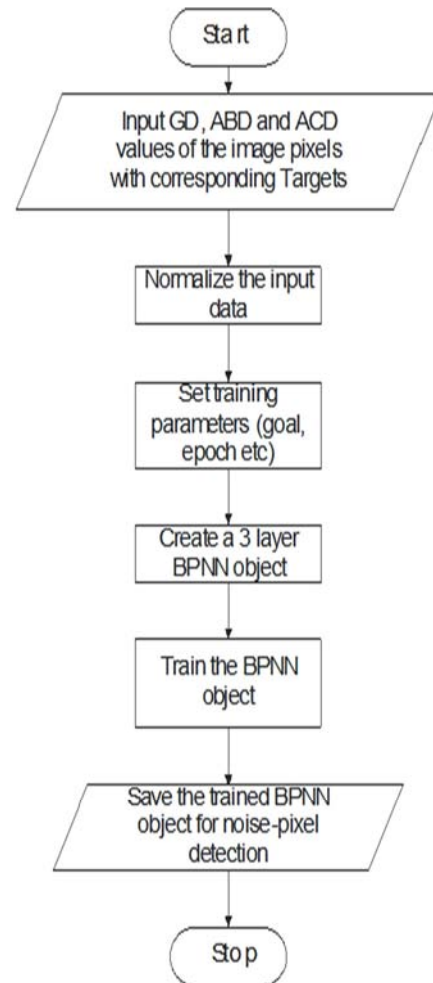 Start
Input GD, ABD and ACD
values of the image pixels
with corresponding Targets
Normalize the input
data
Set training
parameters (goal,
epoch etc)
Create a 3 layer
BPNN object
Train the BPNN
object
Save the trained BPNN
object for noise-pixel
detection
Stop